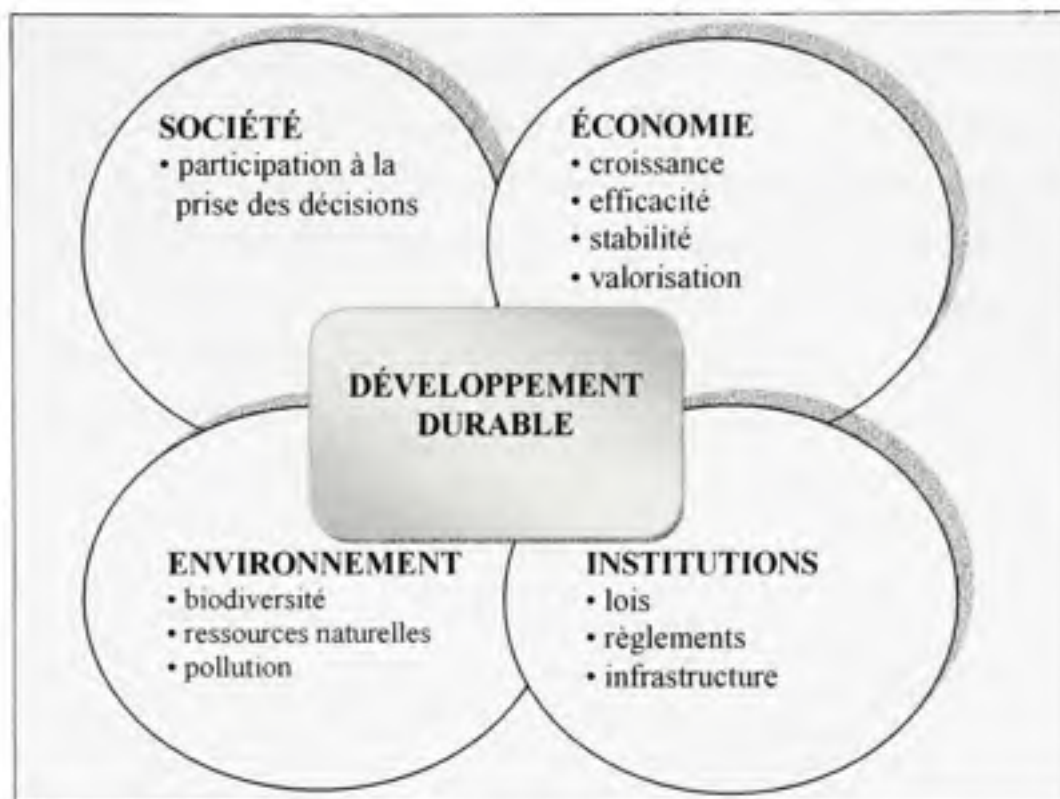 SOCIÉTÉ
• participation à la
prise des décisions
ÉCONOMIE
• croissance
• efficacité
• stabilité
• valorisation
DÉVELOPPEMENT
DURABLE
ENVIRONNEMENT
• biodiversité
• ressources naturelles
• pollution
INSTITUTIONS
• lois
• règlements
• infrastructure